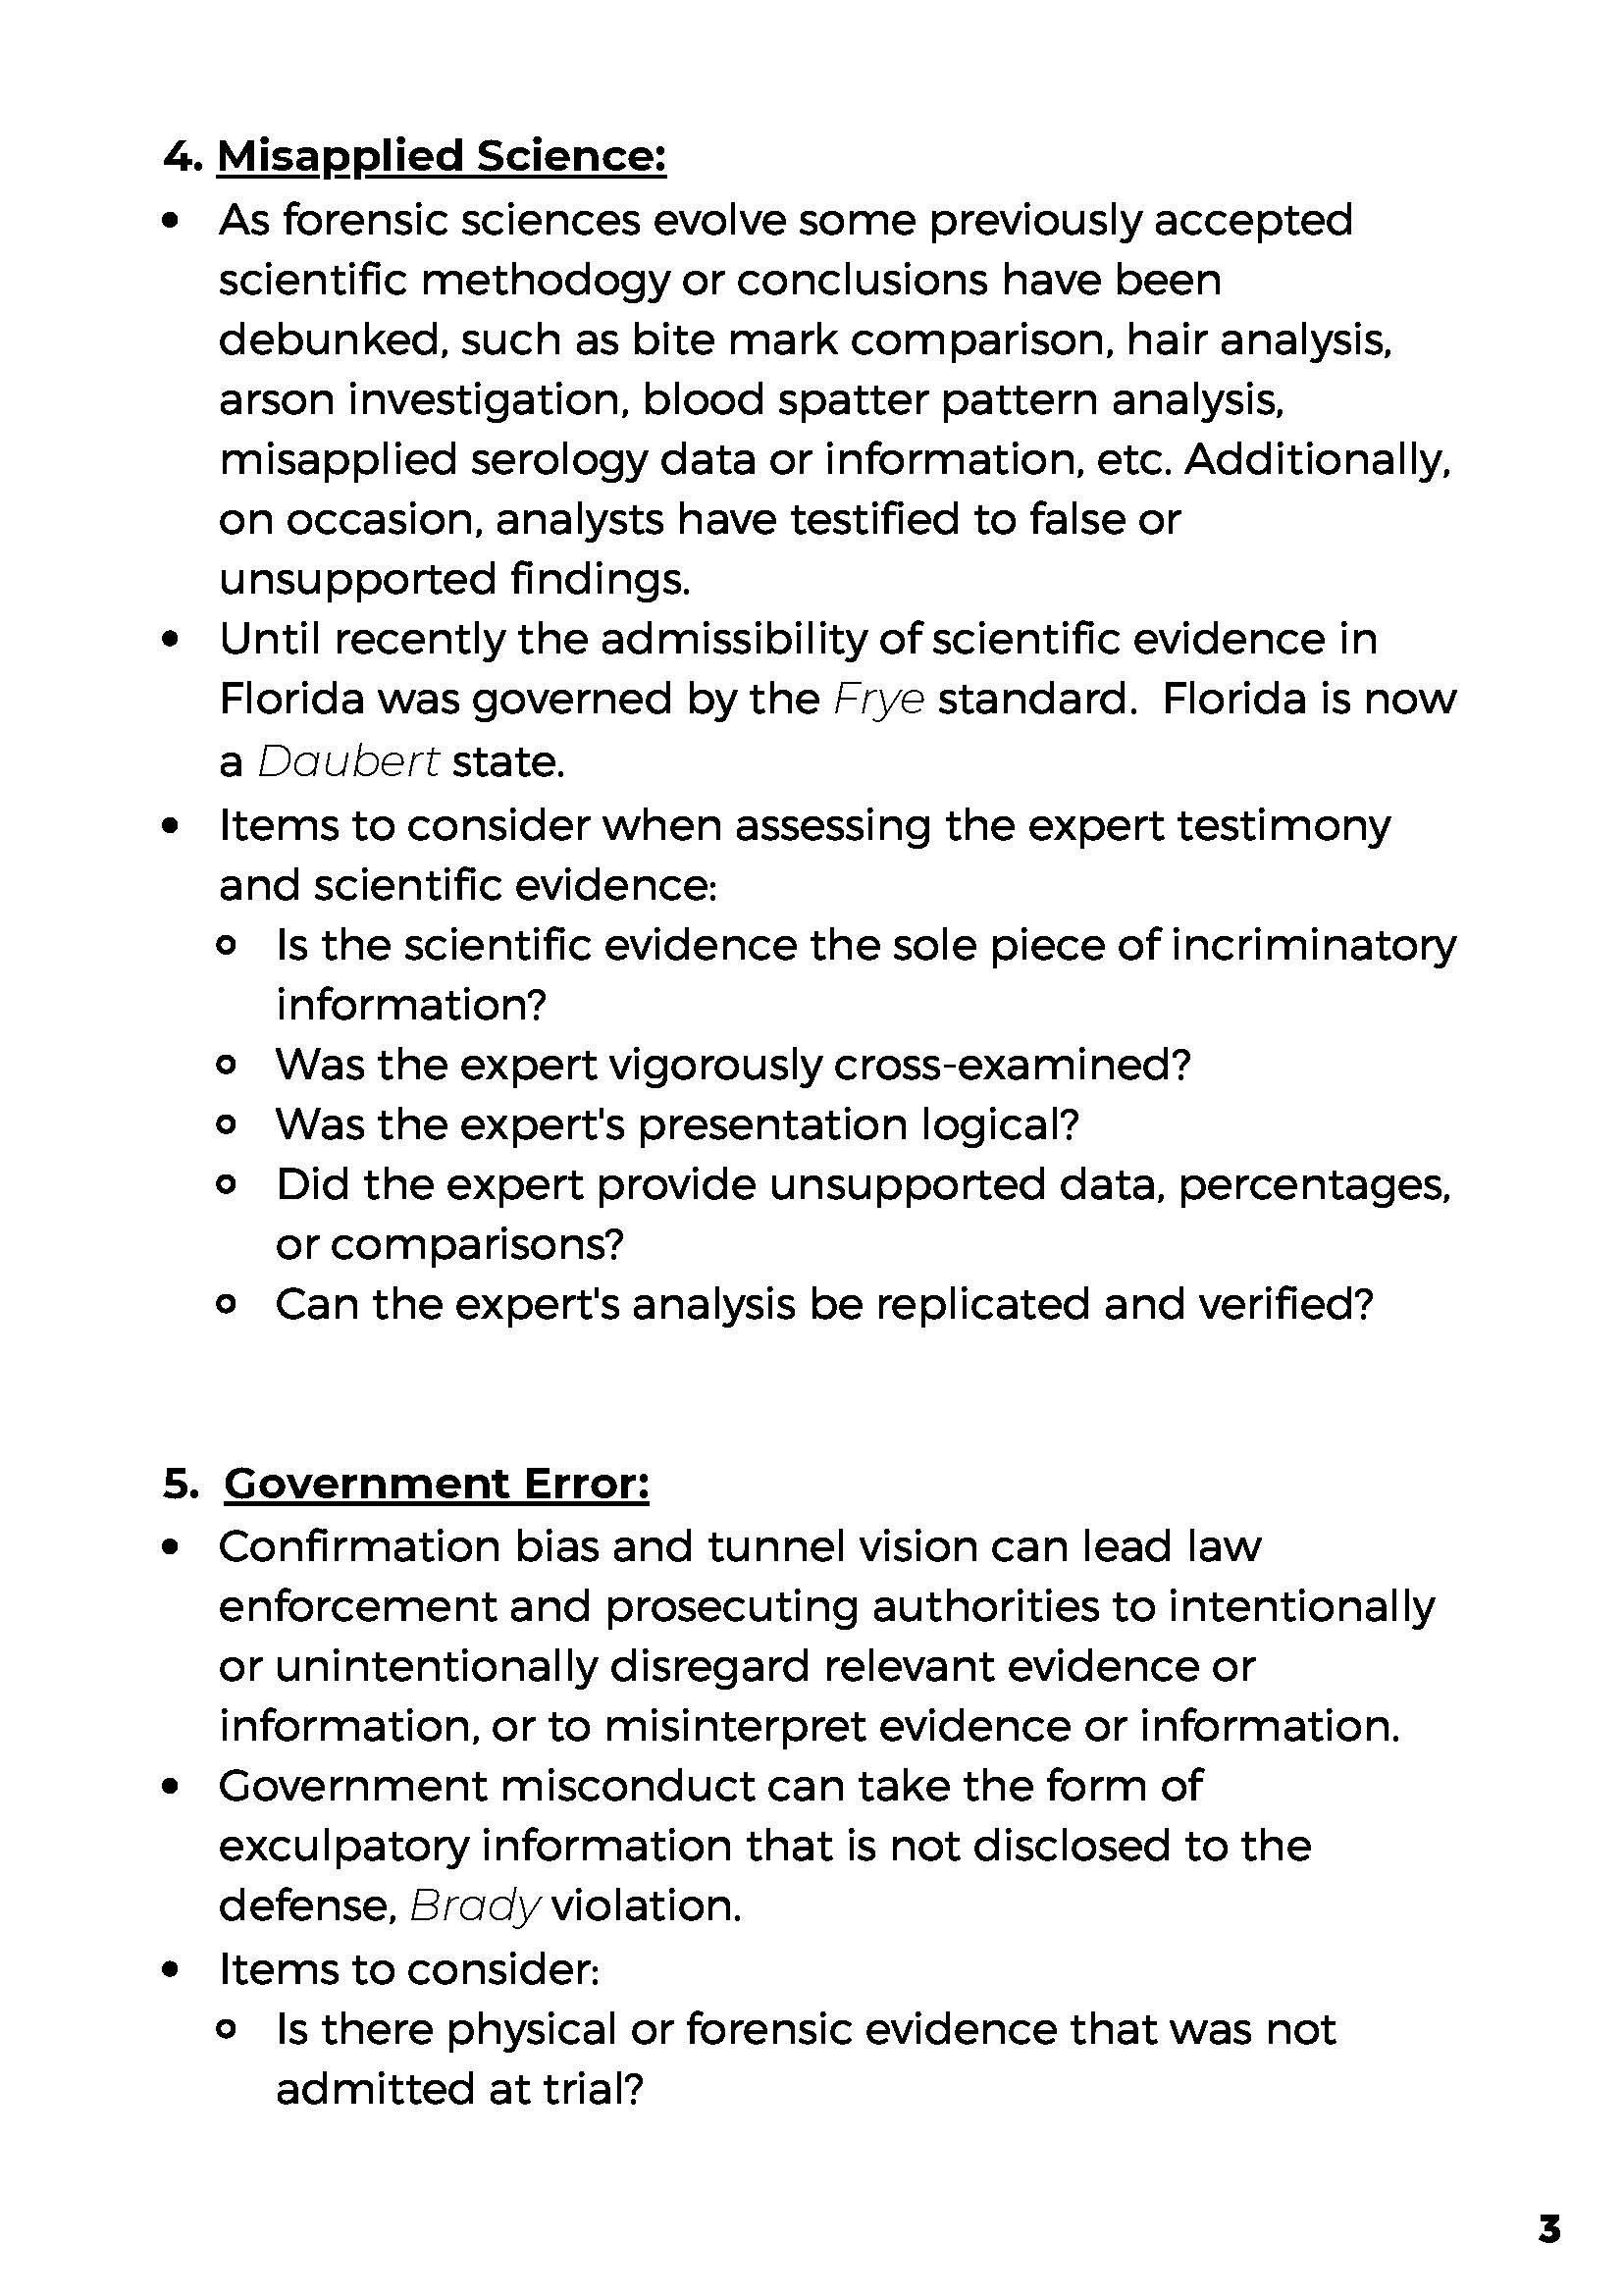 4. Misapplied Science:
• As forensic sciences evolve some previously accepted
scientific methodogy or conclusions have been
debunked, such as bite mark comparison, hair analysis,
arson investigation, blood spatter pattern analysis,
misapplied serology data or information, etc. Additionally,
on occasion, analysts have testified to false or
unsupported findings.
• Until recently the admissibility of scientific evidence in
Florida was governed by the Frye standard.  Florida is now
a Daubert state.
• Items to consider when assessing the expert testimony
and scientific evidence:
◦ Is the scientific evidence the sole piece of incriminatory
information?
◦ Was the expert vigorously cross-examined?
◦ Was the expert's presentation logical?
◦ Did the expert provide unsupported data, percentages,
or comparisons?
◦ Can the expert's analysis be replicated and verified?
5. Government Error:
• Confirmation bias and tunnel vision can lead law
enforcement and prosecuting authorities to intentionally
or unintentionally disregard relevant evidence or
information, or to misinterpret evidence or information.
• Government misconduct can take the form of
exculpatory information that is not disclosed to the
defense, Brady violation.
• Items to consider:
◦ Is there physical or forensic evidence that was not
admitted at trial?
3